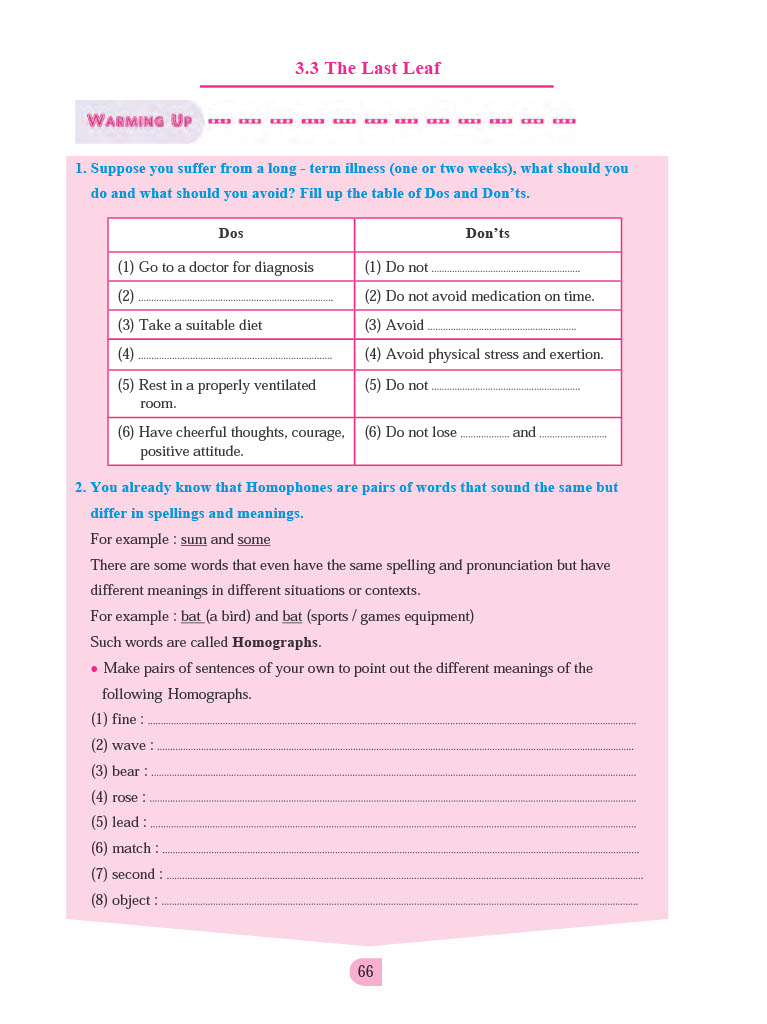 3.3 The Last Leaf
WARMING UP
1. Suppose you suffer from a long - term illness (one or two weeks), what should you
do and what should you avoid? Fill up the table of Dos and Don'ts.
Dos Don'ts
(1) Go to a doctor for diagnosis (1) Do not ..........................................................
(2) ............................................................................ (2) Do not avoid medication on time.
(3) Take a suitable diet (3) Avoid ..........................................................
(4) ............................................................................ (4) Avoid physical stress and exertion.
(5) Rest in a properly ventilated (5) Do not ..........................................................
room.
(6) Have cheerful thoughts, courage, (6) Do not lose ................... and ..........................
positive attitude.
2. You already know that Homophones are pairs of words that sound the same but
differ in spellings and meanings.
For example : sum and some
There are some words that even have the same spelling and pronunciation but have
different meanings in different situations or contexts.
For example : bat (a bird) and bat (sports / games equipment)
Such words are called Homographs.
• Make pairs of sentences of your own to point out the different meanings of the
following Homographs.
(1) fine : ..........................................................................................
(2) wave : ..........................................................................................
(3) bear : ..........................................................................................
(4) rose : ..........................................................................................
(5) lead : ..........................................................................................
(6) match : ..........................................................................................
(7) second : ..........................................................................................
(8) object : ..........................................................................................
66